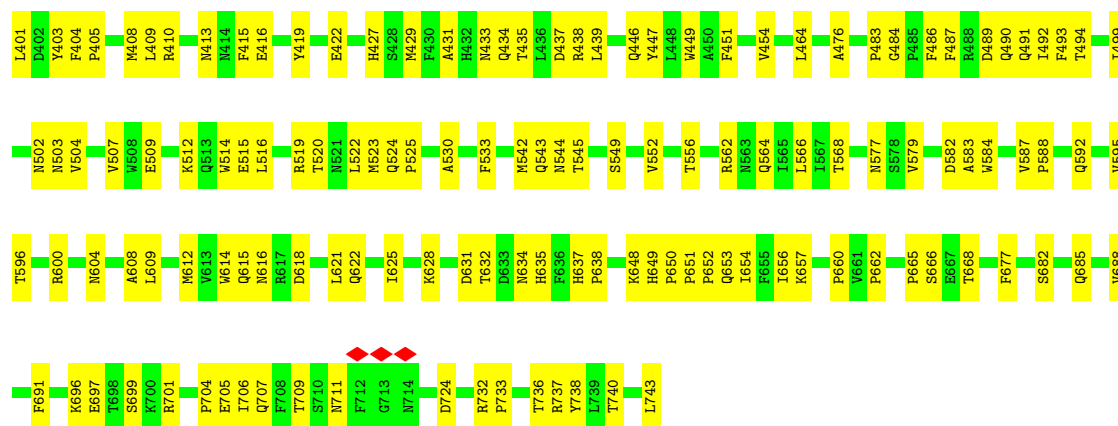 L401 D402 Y403 F404 P405 M408 L409 R410 N413 N414 F415 E416 Y419 E422 H427 S428 M429 F430 A431 H432 N433 Q434 T435 L436 D437 R438 L439 Q446 Y447 L448 W449 A450 F451 V454 L464 A476 P483 G484 P485 F486 F487 R488 D489 Q490 Q491 I492 F493 T494
N502 N503 V504 V507 W508 E509 K512 Q513 W514 E515 L516 R519 T520 N521 L522 M523 Q524 P525 A530 F533 M542 Q543 N544 T545 S549 V552 T556 R562 N563 Q564 I565 L566 I567 T568 N577 S578 V579 D582 A583 W584 V587 P588 Q592
T596 R600 N604 A608 L609 M612 V613 W614 Q615 N616 R617 D618 L621 Q622 I625 K628 D631 T632 D633 N634 H635 F636 H637 P638 K648 H649 P650 P651 P652 Q653 I654 F655 I656 K657 P660 V661 P662 P665 S666 E667 T668 F677 S682 Q685
F691 K696 E697 T698 S699 K700 R701 P704 E705 I706 Q707 F708 T709 S710 N711 F712 G713 N714 D724 R732 P733 T736 R737 Y738 L739 T740 L743